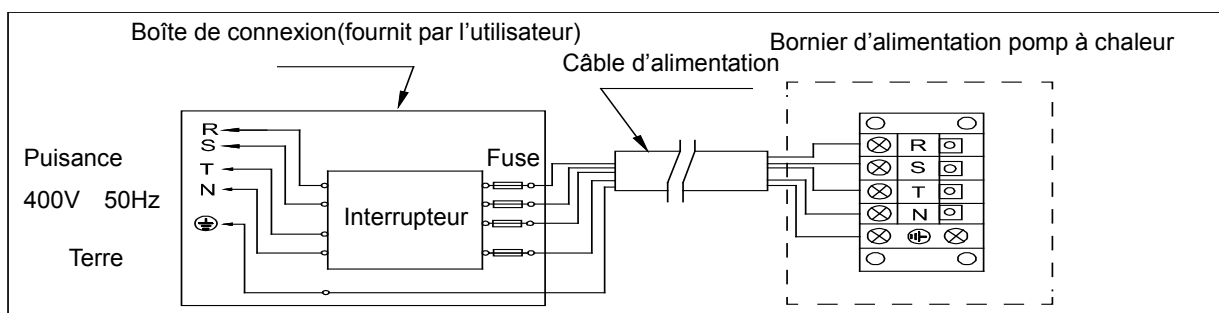 Boîte de connexion(fournit par l'utilisateur)
Bornier d'alimentation pomp à chaleur
Câble d'alimentation
R
S
T
N
Puisance
400V 50Hz
Terre
Fuse
Interrupteur
R
S
T
N